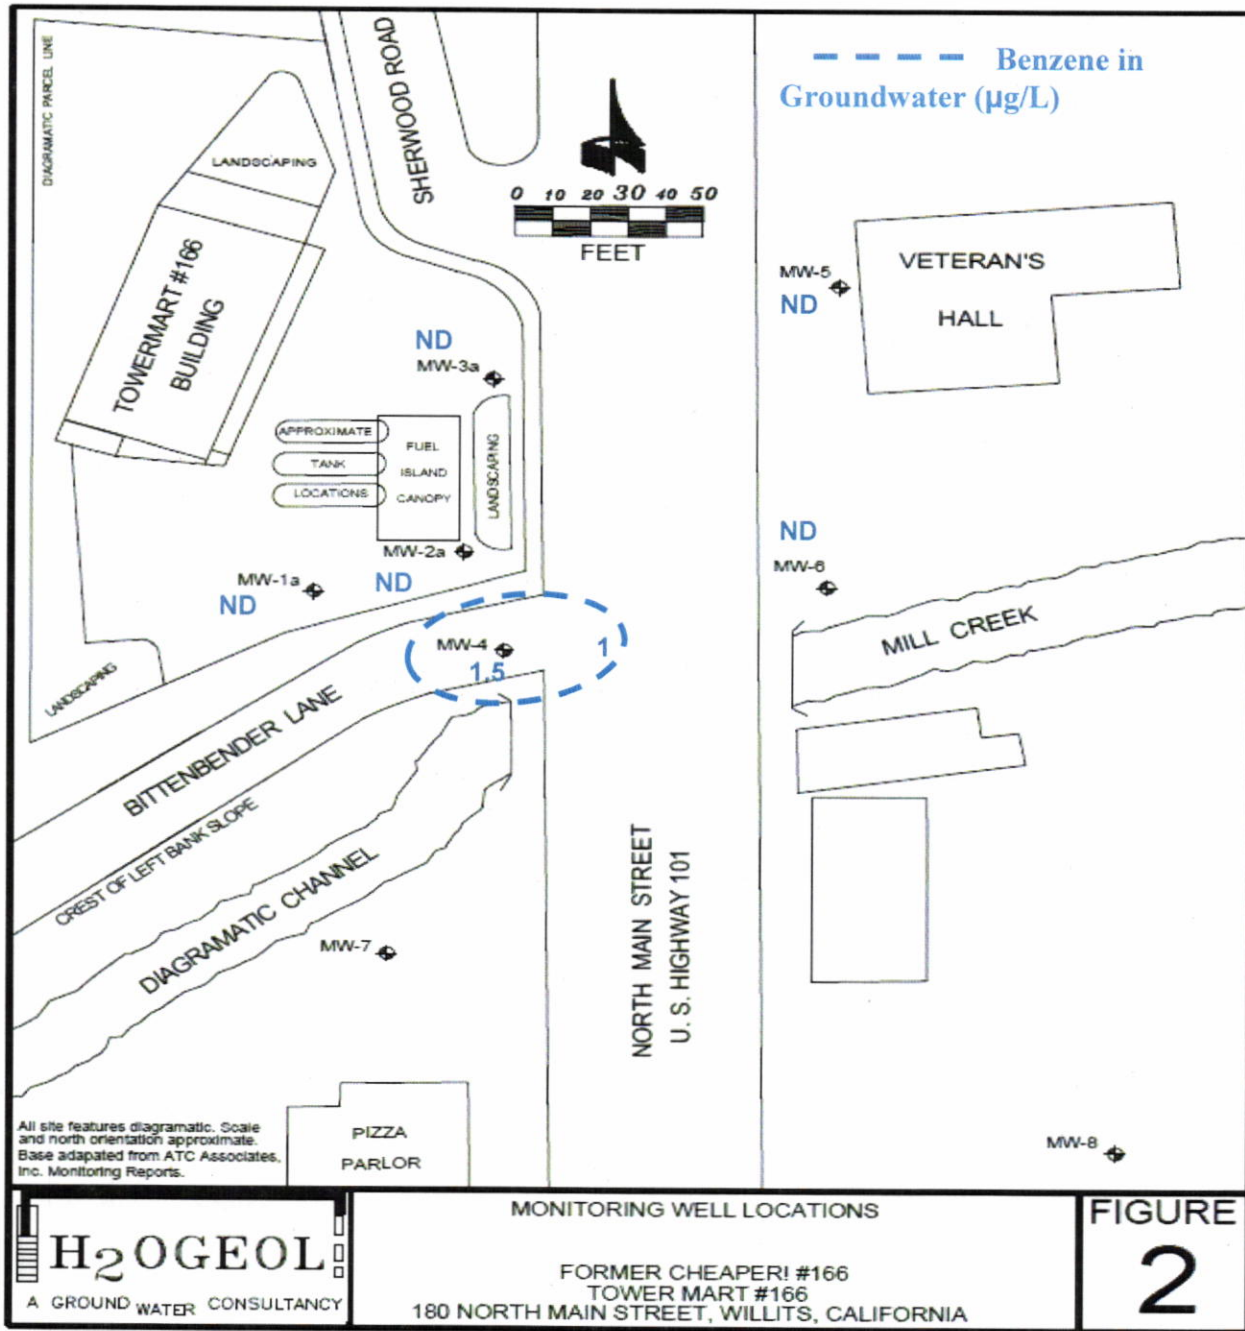 Benzene in
Groundwater (µg/L)
DIAGRAMATIC PARCEL LINE
SHERWOOD ROAD
LANDSCAPING
0 10 20 30 40 50
FEET
TOWERMART #166
BUILDING
VETERAN'S
HALL
MW-5
ND
ND
MW-3a
APPROXIMATE
TANK
LOCATIONS
FUEL
ISLAND
CANOPY
LANDSCAPING
MW-2a
ND
MW-1a
ND
ND
MW-6
MILL CREEK
MW-4
1.5
1
LANDSCAPING
BITTENBENDER LANE
CREST OF LEFT BANK SLOPE
DIAGRAMATIC CHANNEL
MW-7
NORTH MAIN STREET
U. S. HIGHWAY 101
PIZZA
PARLOR
MW-8
All site features diagramatic. Scale
and north orientation approximate.
Base adapated from ATC Associates,
Inc. Monitoring Reports.
H2OGEOL
A GROUND WATER CONSULTANCY
MONITORING WELL LOCATIONS
FORMER CHEAPER! #166
TOWER MART #166
180 NORTH MAIN STREET, WILLITS, CALIFORNIA
FIGURE
2